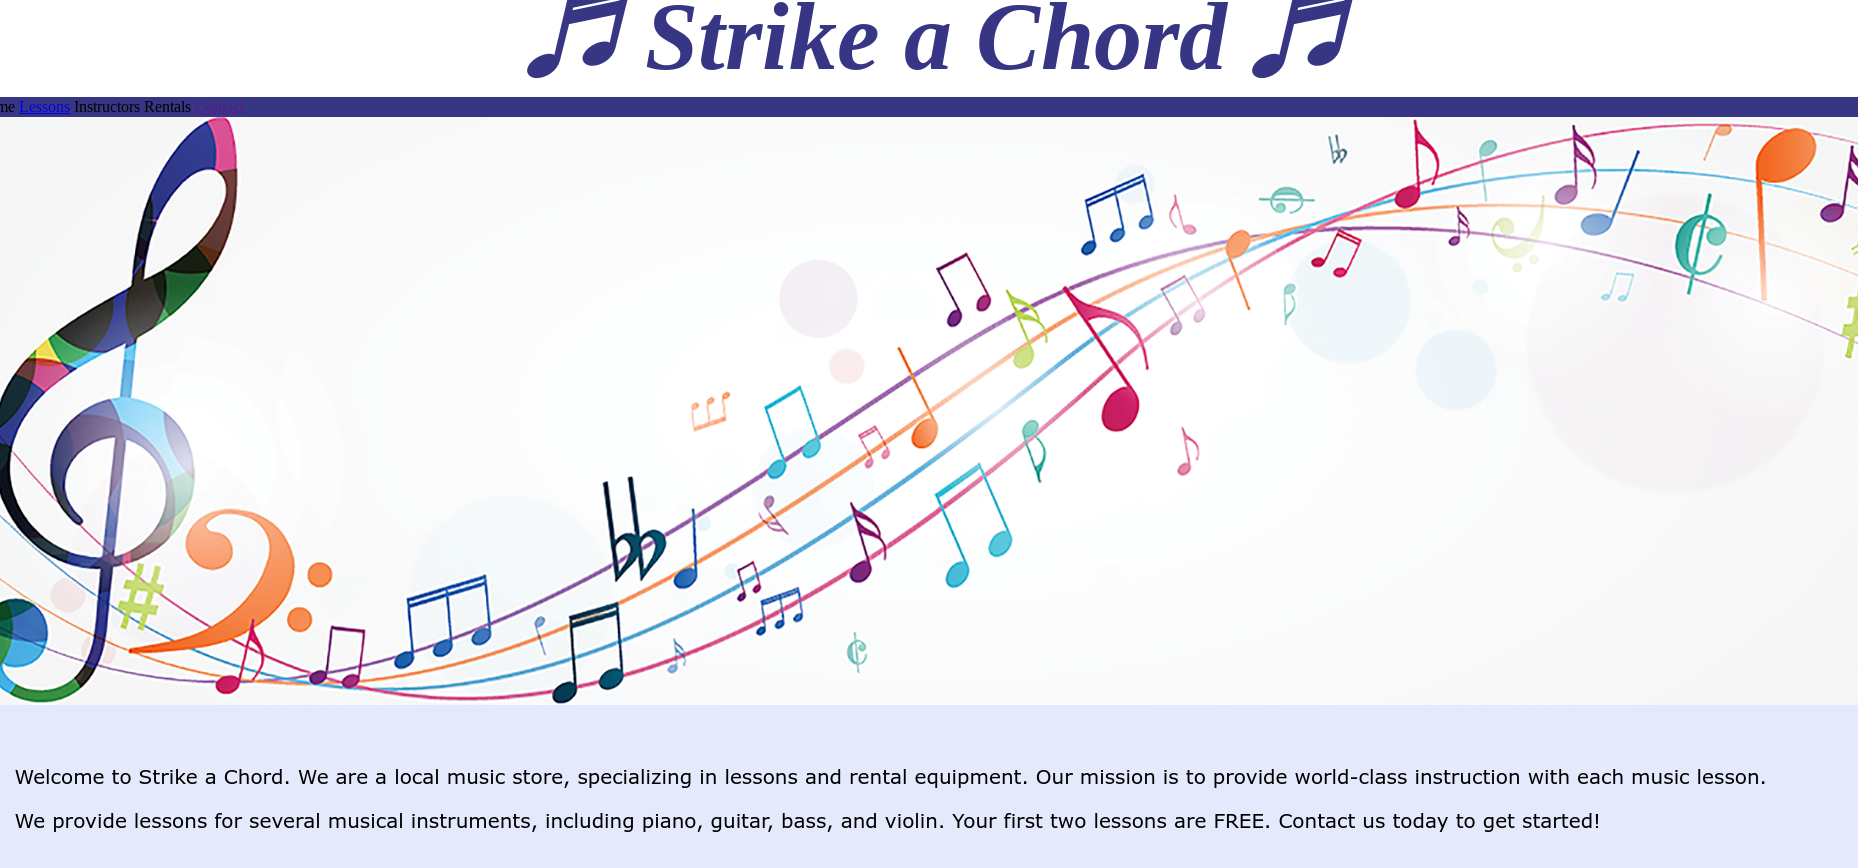 Strike a Chord
me Lessons Instructors Rentals Contact
Welcome to Strike a Chord. We are a local music store, specializing in lessons and rental equipment. Our mission is to provide world-class instruction with each music lesson.
We provide lessons for several musical instruments, including piano, guitar, bass, and violin. Your first two lessons are FREE. Contact us today to get started!